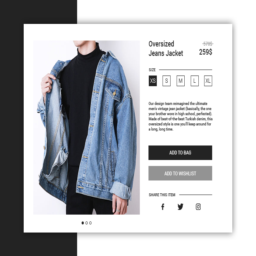 Oversized
Jeans Jacket
$799
259$
SIZE
XS S M L XL
Our design team reimagined the ultimate
men's vintage jean jacket (basically, the one
your brother wore in high school, perfected).
Made of best-of-the-best Turkish denim, this
oversized style is one you'll keep around for
a long, long time.
ADD TO BAG
ADD TO WISHLIST
SHARE THIS ITEM